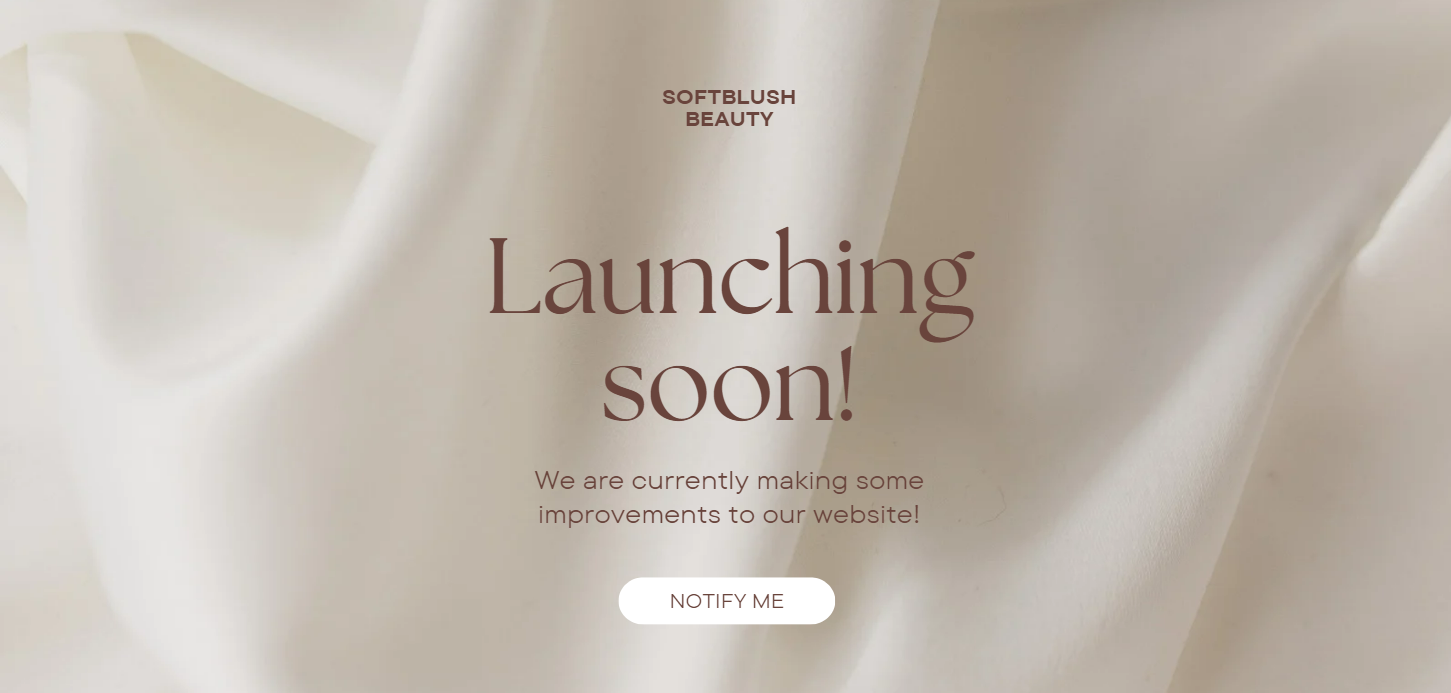 SOFTBLUSH
BEAUTY
Launching
soon!
We are currently making some
improvements to our website!
NOTIFY ME